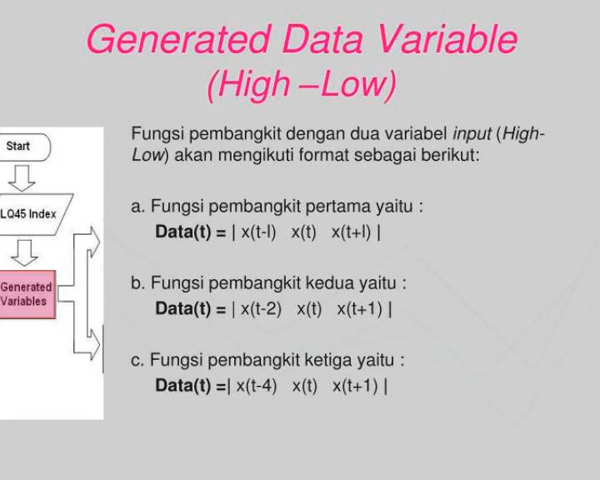 Generated Data Variable
(High –Low)
Fungsi pembangkit dengan dua variabel input (High-
Low) akan mengikuti format sebagai berikut:
Start
LQ45 Index
Generated
Variables
a. Fungsi pembangkit pertama yaitu :
Data(t) = | x(t-l) x(t) x(t+l) |
b. Fungsi pembangkit kedua yaitu :
Data(t) = | x(t-2) x(t) x(t+1) |
c. Fungsi pembangkit ketiga yaitu :
Data(t) =| x(t-4) x(t) x(t+1) |